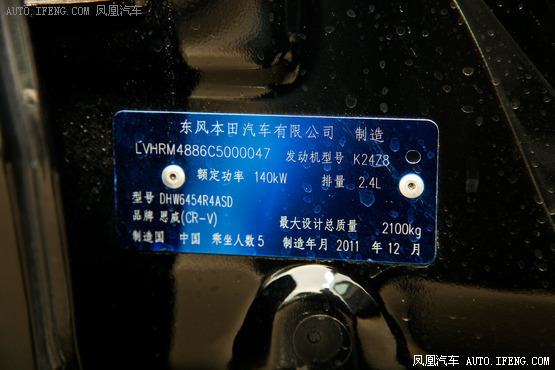 AUTO.IFENG.COM 凤凰汽车
东风本田汽车有限公司 制造
LVHRM4886C5000047 发动机型号 K24Z8
额定功率 140kW 排量 2.4L
型号 DHW6454R4ASD
品牌 思威(CR-V) 最大设计总质量 2100kg
制造国 中国 乘坐人数 5 制造年月 2011 年 12 月
凤凰汽车 AUTO.IFENG.COM